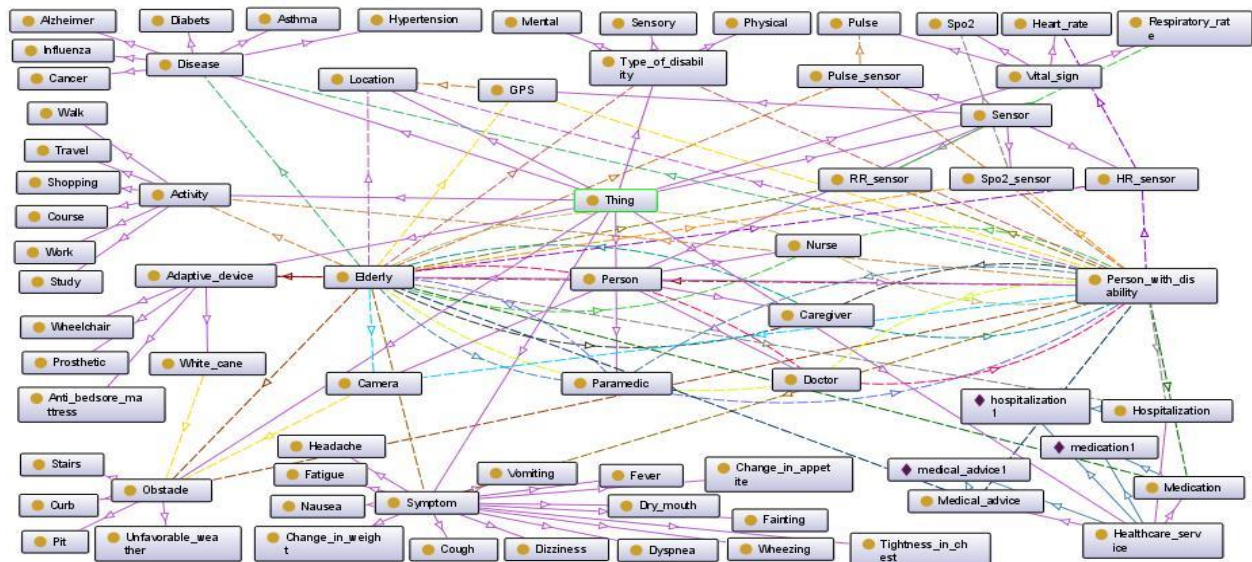 Alzheimer
Diabets
Asthma
Hypertension
Mental
Sensory
Physical
Pulse
Spo2
Heart_rate
Respiratory_rat
e
Influenza
Disease
Location
GPS
Type_of_disabil
ity
Pulse_sensor
Vital_sign
Cancer
Walk
Sensor
Travel
Shopping
Activity
Thing
RR_sensor
Spo2_sensor
HR_sensor
Course
Work
Nurse
Study
Adaptive_device
Elderly
Person
Person_with_dis
ability
Wheelchair
Caregiver
Prosthetic
White_cane
Camera
Paramedic
Doctor
Anti_bedsore_ma
ttress
hospitalization
1
Hospitalization
Headache
medication1
Stairs
Fatigue
Vomiting
Fever
Change_in_appet
ite
medical_advice1
Obstacle
Medication
Curb
Nausea
Symptom
Dry_mouth
Medical_advice
Fainting
Pit
Unfavorable_wea
ther
Change_in_weigh
t
Cough
Dizziness
Dyspnea
Wheezing
Tightness_in_ch
est
Healthcare_serv
ice